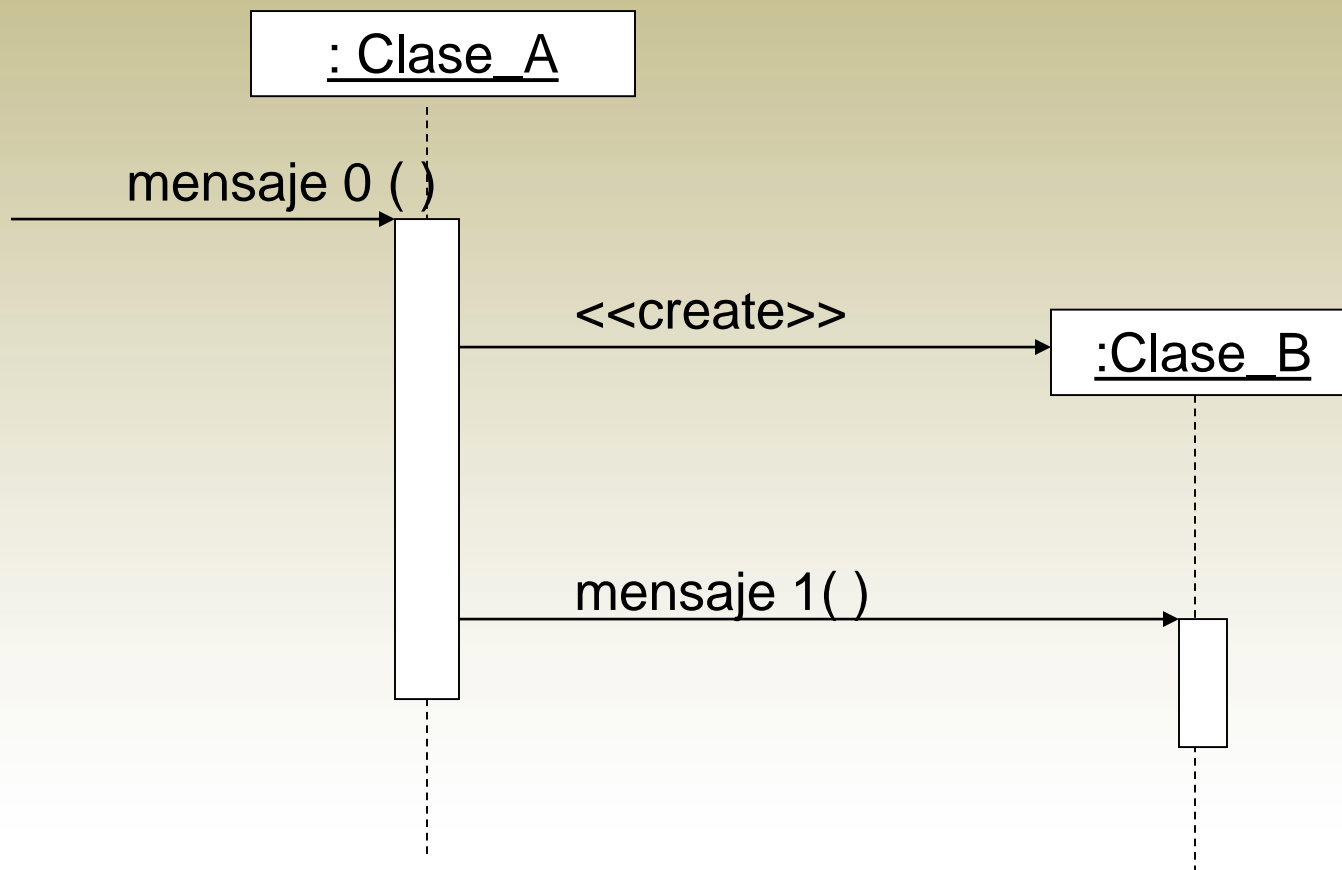 : Clase_A
mensaje 0 ( )
<<create>>
:Clase_B
mensaje 1( )